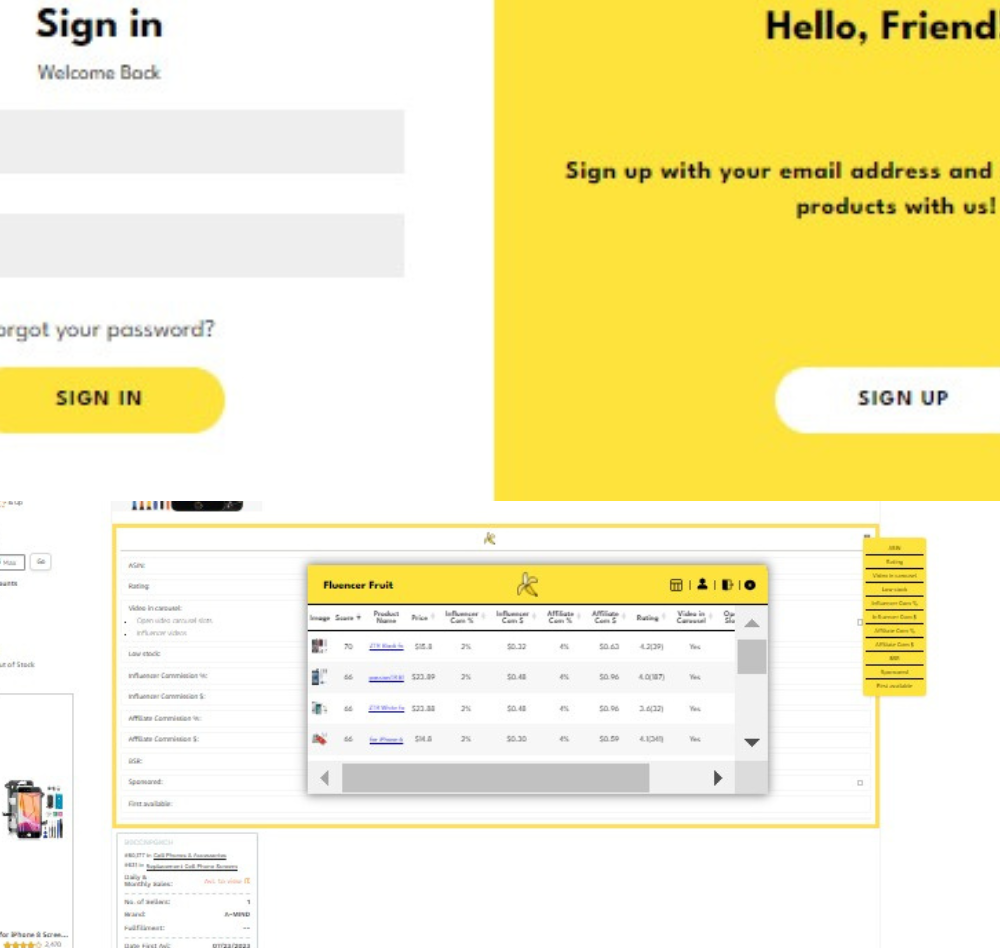 Sign in
Welcome Back
orgot your password?
SIGN IN
Hello, Friend!
Sign up with your email address and
products with us!
SIGN UP
& Up
Max
Go
ounts
ut of Stock
for iPhone 8 Scree...
2,470
ASIN:
Rating:
Video in carousel:
Open video carousel slots
Influencer videos
Low stock:
Influencer Commission %:
Influencer Commission $:
Affiliate Commission %:
Affiliate Commission $:
BSR:
Sponsored:
First available:
Fluencer Fruit
Image Score Product Name Price Influencer Com % Influencer Com $ Affiliate Com % Affiliate Com $ Rating Video in Carousel Op Slo
70 $15.8 2% $0.32 4% $0.63 4.2(39) Yes
66 $23.89 2% $0.48 4% $0.96 4.0(187) Yes
66 $23.88 2% $0.48 4% $0.96 3.6(32) Yes
66 for iPhone 6 $14.8 2% $0.30 4% $0.59 4.1(341) Yes
ASIN
Rating
Video in carousel
Low stock
Influencer Com %
Influencer Com $
Affiliate Com %
Affiliate Com $
BSR
Sponsored
First available
in Cell Phones & Accessories
in Replacement Cell Phone Screens
Daily &
Monthly Sales:
No. of Sellers: 1
Brand: A-MIND
Fulfillment: --
Date First Avl: 01/23/2023